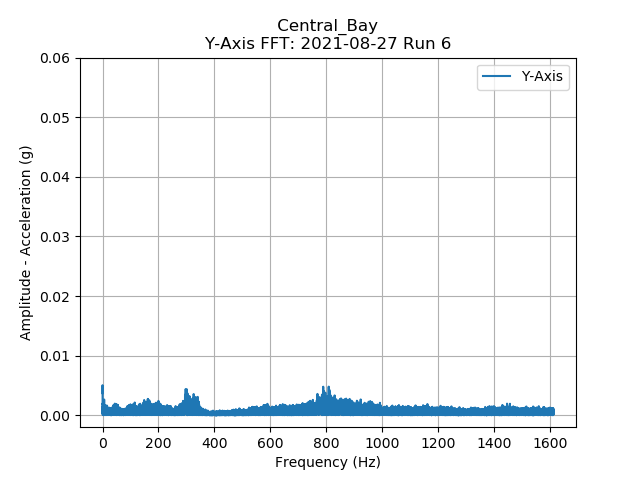 Central_Bay
Y-Axis FFT: 2021-08-27 Run 6
Y-Axis
0.06
0.05
0.04
0.03
0.02
0.01
0.00
Amplitude - Acceleration (g)
0 200 400 600 800 1000 1200 1400 1600
Frequency (Hz)